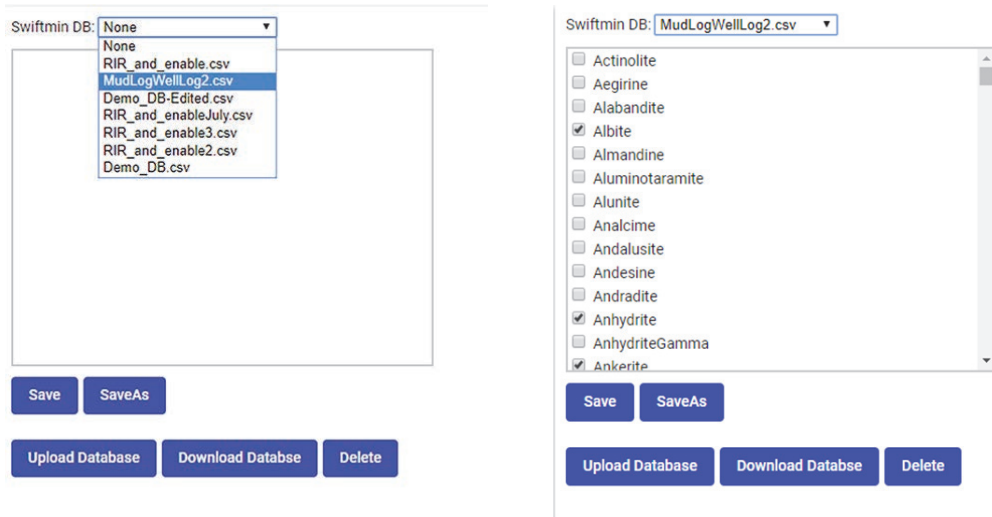 Swiftmin DB: None
None
RIR_and_enable.csv
MudLogWellLog2.csv
Demo_DB-Edited.csv
RIR_and_enableJuly.csv
RIR_and_enable3.csv
RIR_and_enable2.csv
Demo_DB.csv
Save SaveAs
Upload Database Download Databse Delete
Swiftmin DB: MudLogWellLog2.csv
Actinolite
Aegirine
Alabandite
Albite
Almandine
Aluminotaramite
Alunite
Analcime
Andalusite
Andesine
Andradite
Anhydrite
AnhydriteGamma
Ankerite
Save SaveAs
Upload Database Download Databse Delete